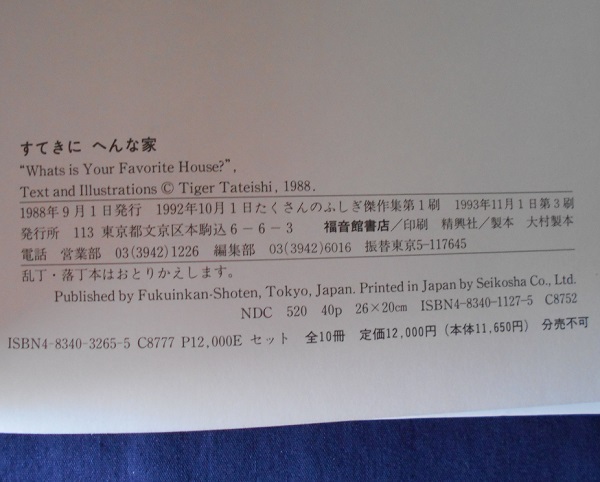 すてきに へんな家
“Whats is Your Favorite House?”,
Text and Illustrations © Tiger Tateishi, 1988.
1988年9月1日発行 1992年10月1日たくさんのふしぎ傑作集第1刷 1993年11月1日第3刷
発行所 113 東京都文京区本駒込6-6-3 福音館書店/印刷 精興社/製本 大村製本
電話 営業部 03(3942)1226 編集部 03(3942)6016 振替東京5-117645
乱丁・落丁本はおとりかえします。
Published by Fukuinkan-Shoten, Tokyo, Japan. Printed in Japan by Seikosha Co., Ltd.
NDC 520 40p 26×20cm ISBN4-8340-1127-5 C8752
ISBN4-8340-3265-5 C8777 P12,000E セット 全10冊 定価12,000円(本体11,650円) 分売不可